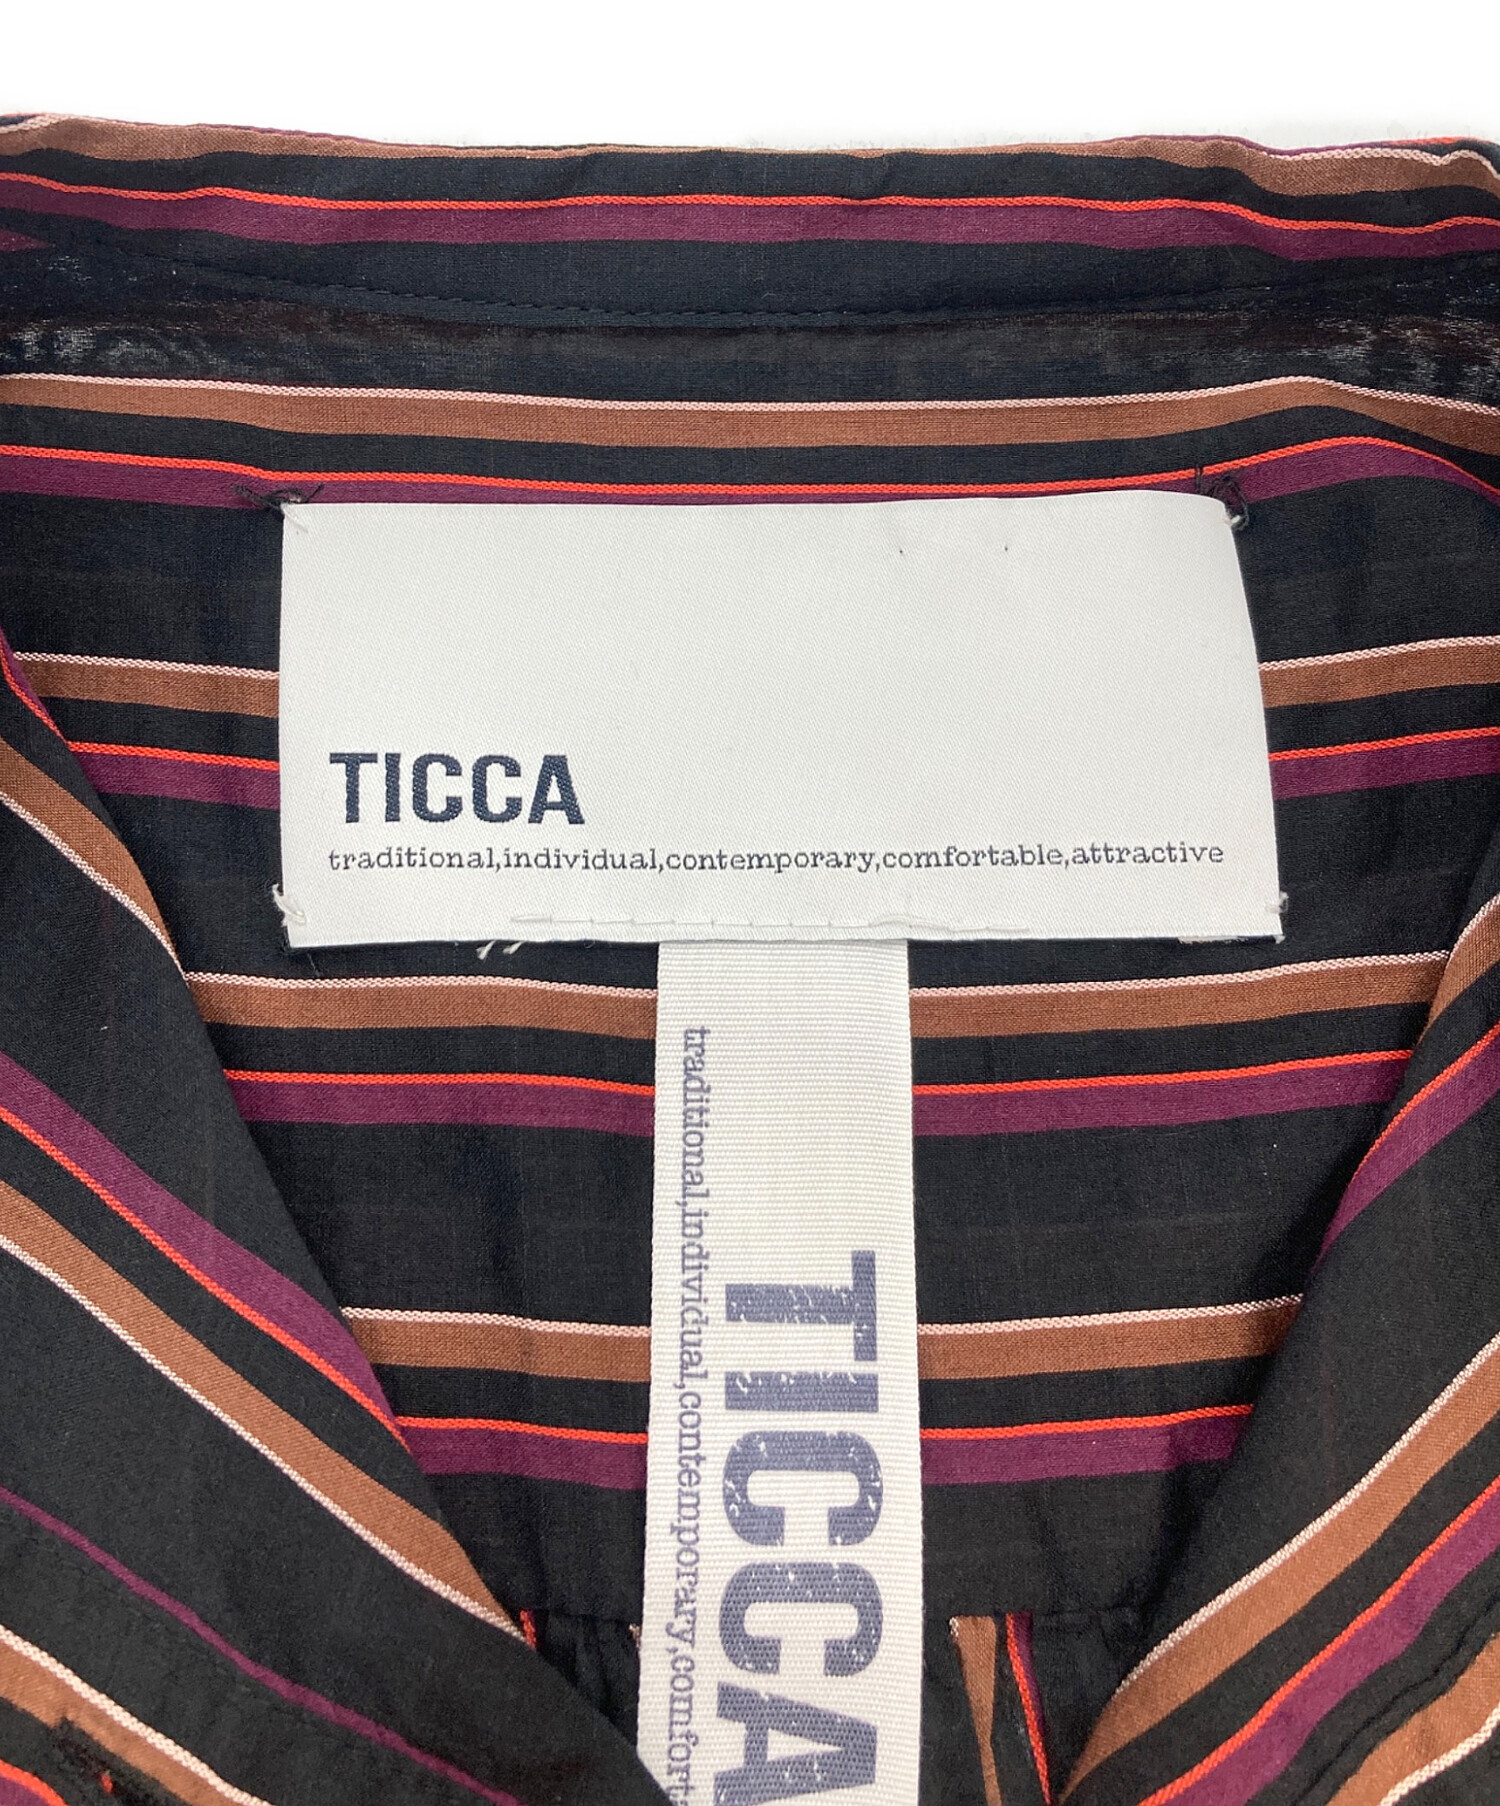 TICCA
traditional,individual,contemporary,comfortable,attractive
traditional,individual,contemporary,comfort
TICCA